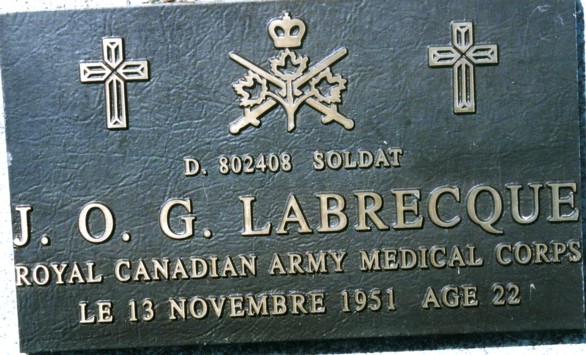 D. 802408 SOLDAT
J. O. G. LABRECQUE
ROYAL CANADIAN ARMY MEDICAL CORPS
LE 13 NOVEMBRE 1951 AGE 22